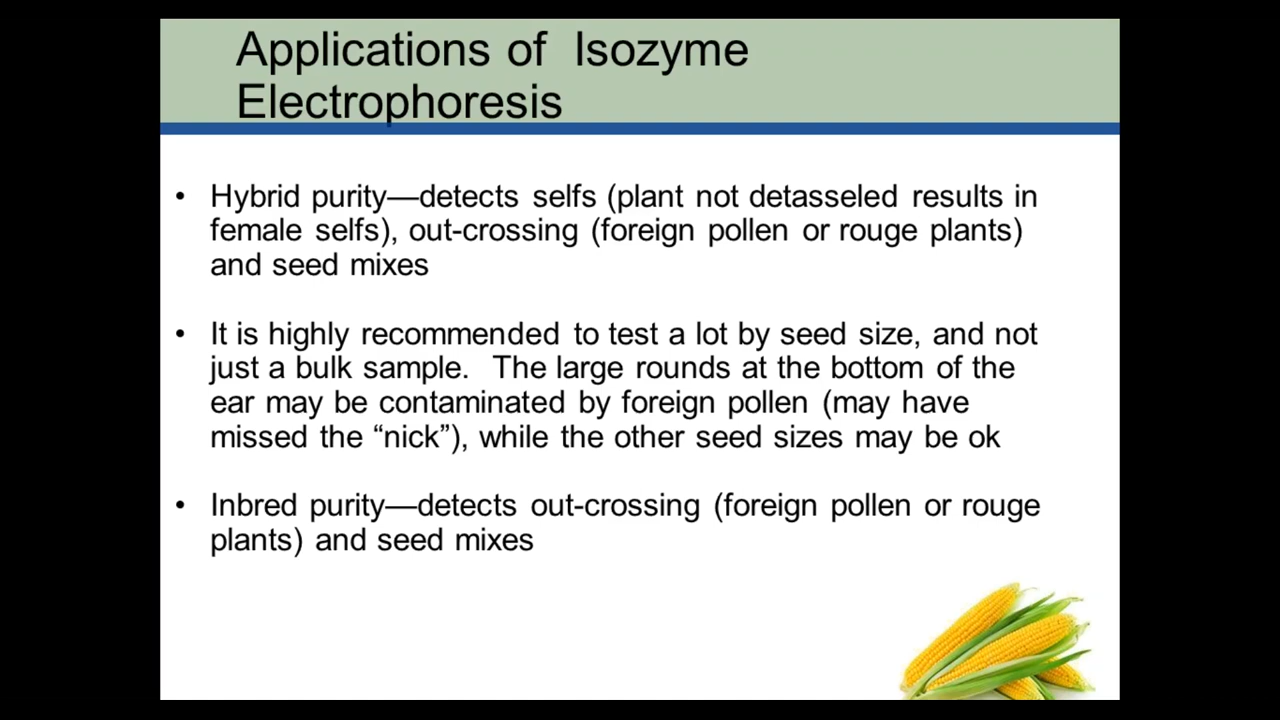 Applications of Isozyme
Electrophoresis
• Hybrid purity—detects selfs (plant not detasseled results in
female selfs), out-crossing (foreign pollen or rouge plants)
and seed mixes
• It is highly recommended to test a lot by seed size, and not
just a bulk sample. The large rounds at the bottom of the
ear may be contaminated by foreign pollen (may have
missed the “nick”), while the other seed sizes may be ok
• Inbred purity—detects out-crossing (foreign pollen or rouge
plants) and seed mixes